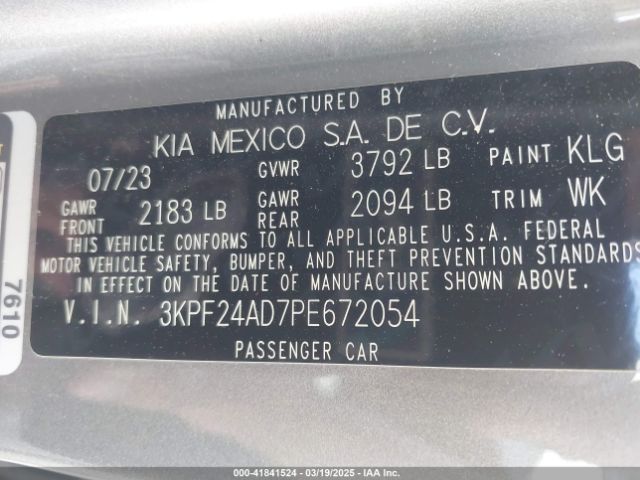 MANUFACTURED BY
KIA MEXICO S.A. DE C.V.
07/23 GVWR 3792 LB PAINT KLG
GAWR FRONT 2183 LB GAWR REAR 2094 LB TRIM WK
THIS VEHICLE CONFORMS TO ALL APPLICABLE U.S.A. FEDERAL
MOTOR VEHICLE SAFETY, BUMPER, AND THEFT PREVENTION STANDARDS
IN EFFECT ON THE DATE OF MANUFACTURE SHOWN ABOVE.
V.I.N. 3KPF24AD7PE672054
PASSENGER CAR
7610
000-41841524 - 03/19/2025 - IAA Inc.